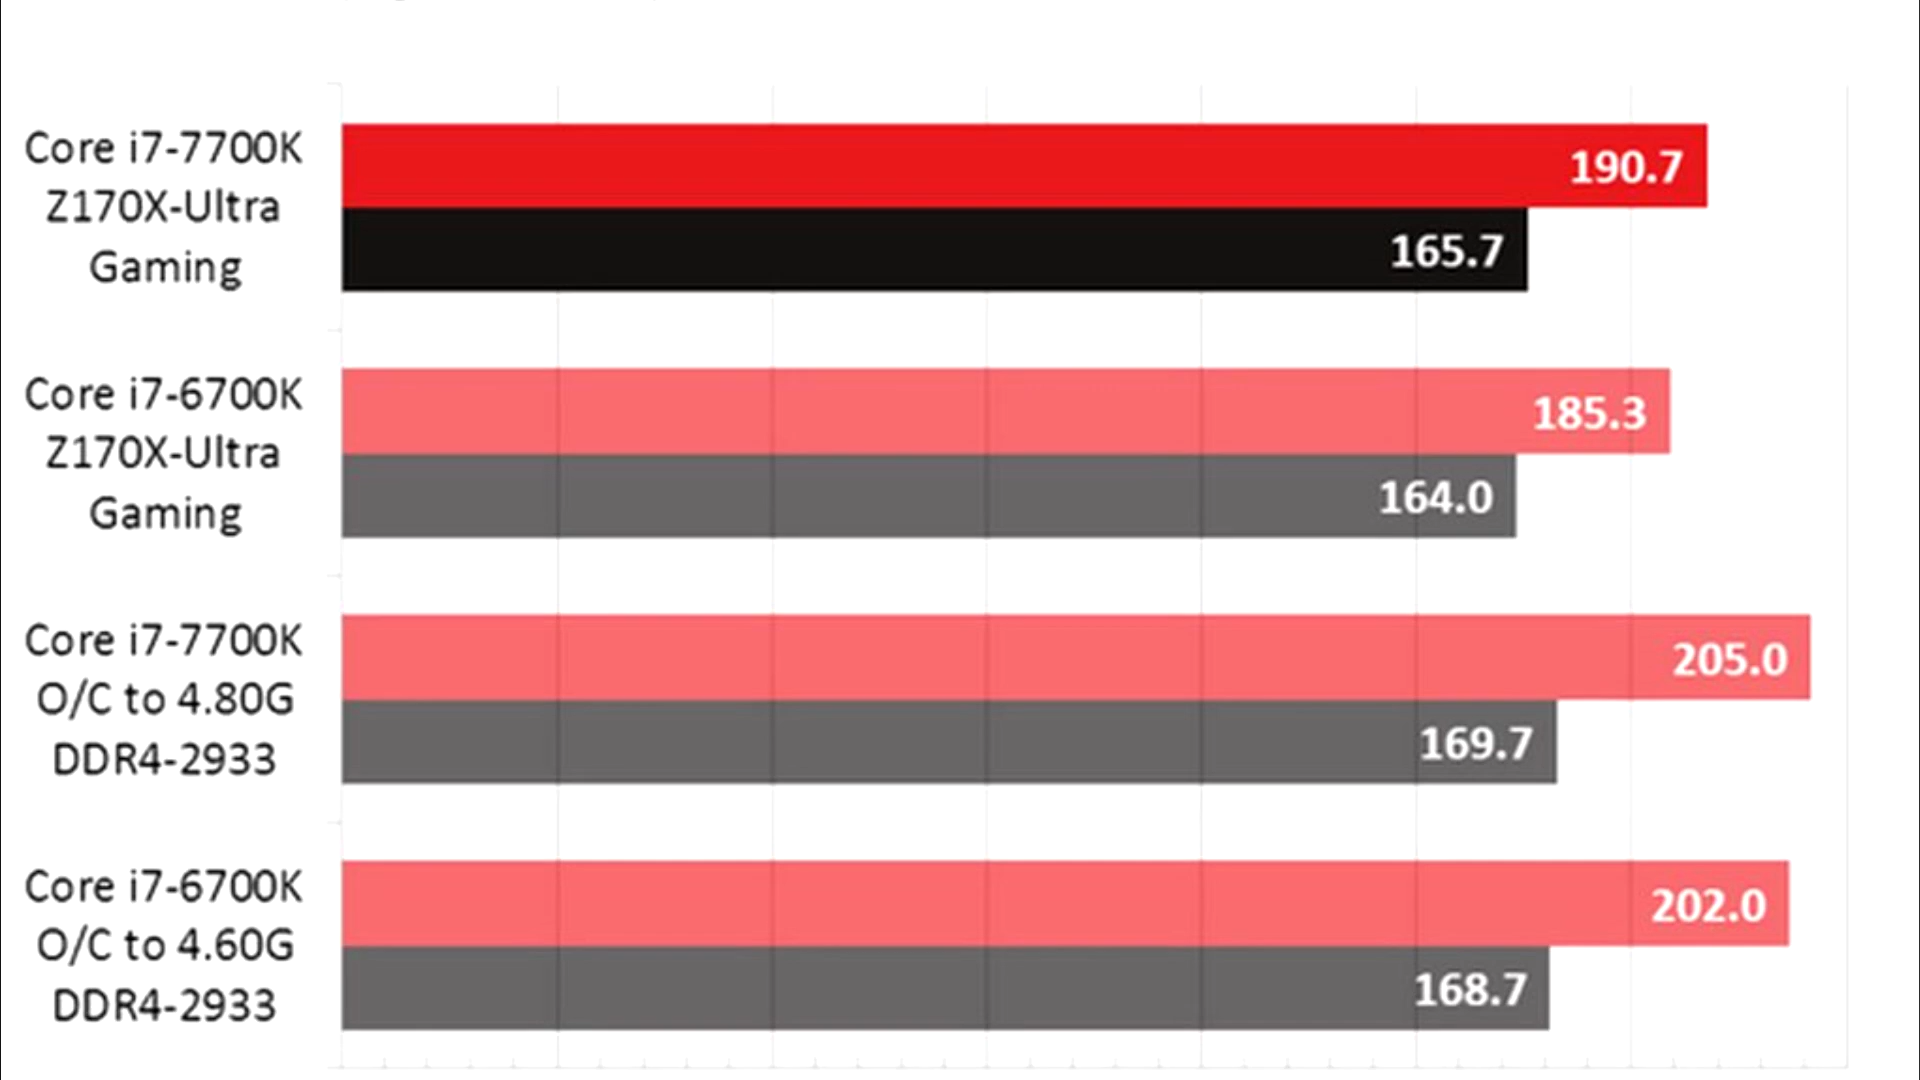 Core i7-7700K
Z170X-Ultra
Gaming
190.7
165.7
Core i7-6700K
Z170X-Ultra
Gaming
185.3
164.0
Core i7-7700K
O/C to 4.80G
DDR4-2933
205.0
169.7
Core i7-6700K
O/C to 4.60G
DDR4-2933
202.0
168.7